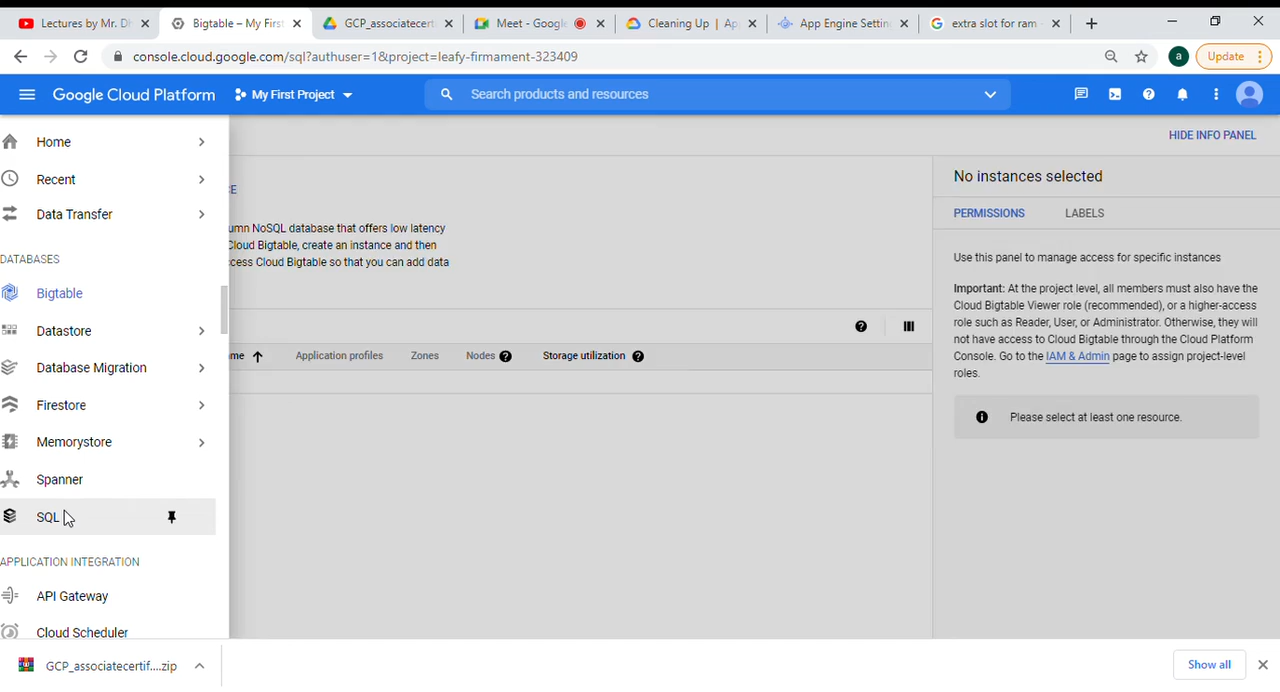 Lectures by Mr. Dh
Bigtable – My First
GCP_associatecerti
Meet - Google
Cleaning Up | Ap
App Engine Settin
extra slot for ram
console.cloud.google.com/sql?authuser=1&project=leafy-firmament-323409
a
Update
Google Cloud Platform
My First Project
Search products and resources
Home
HIDE INFO PANEL
Recent
No instances selected
CE
Data Transfer
PERMISSIONS
LABELS
umn NoSQL database that offers low latency
Cloud Bigtable, create an instance and then
ccess Cloud Bigtable so that you can add data
Use this panel to manage access for specific instances
DATABASES
Important: At the project level, all members must also have the
Cloud Bigtable Viewer role (recommended), or a higher-access
role such as Reader, User, or Administrator. Otherwise, they will
not have access to Cloud Bigtable through the Cloud Platform
Console. Go to the IAM & Admin page to assign project-level
roles.
Bigtable
Datastore
ame
Application profiles
Zones
Nodes
Storage utilization
Database Migration
Firestore
Please select at least one resource.
Memorystore
Spanner
SQL
APPLICATION INTEGRATION
API Gateway
Cloud Scheduler
GCP_associatecertif....zip
Show all